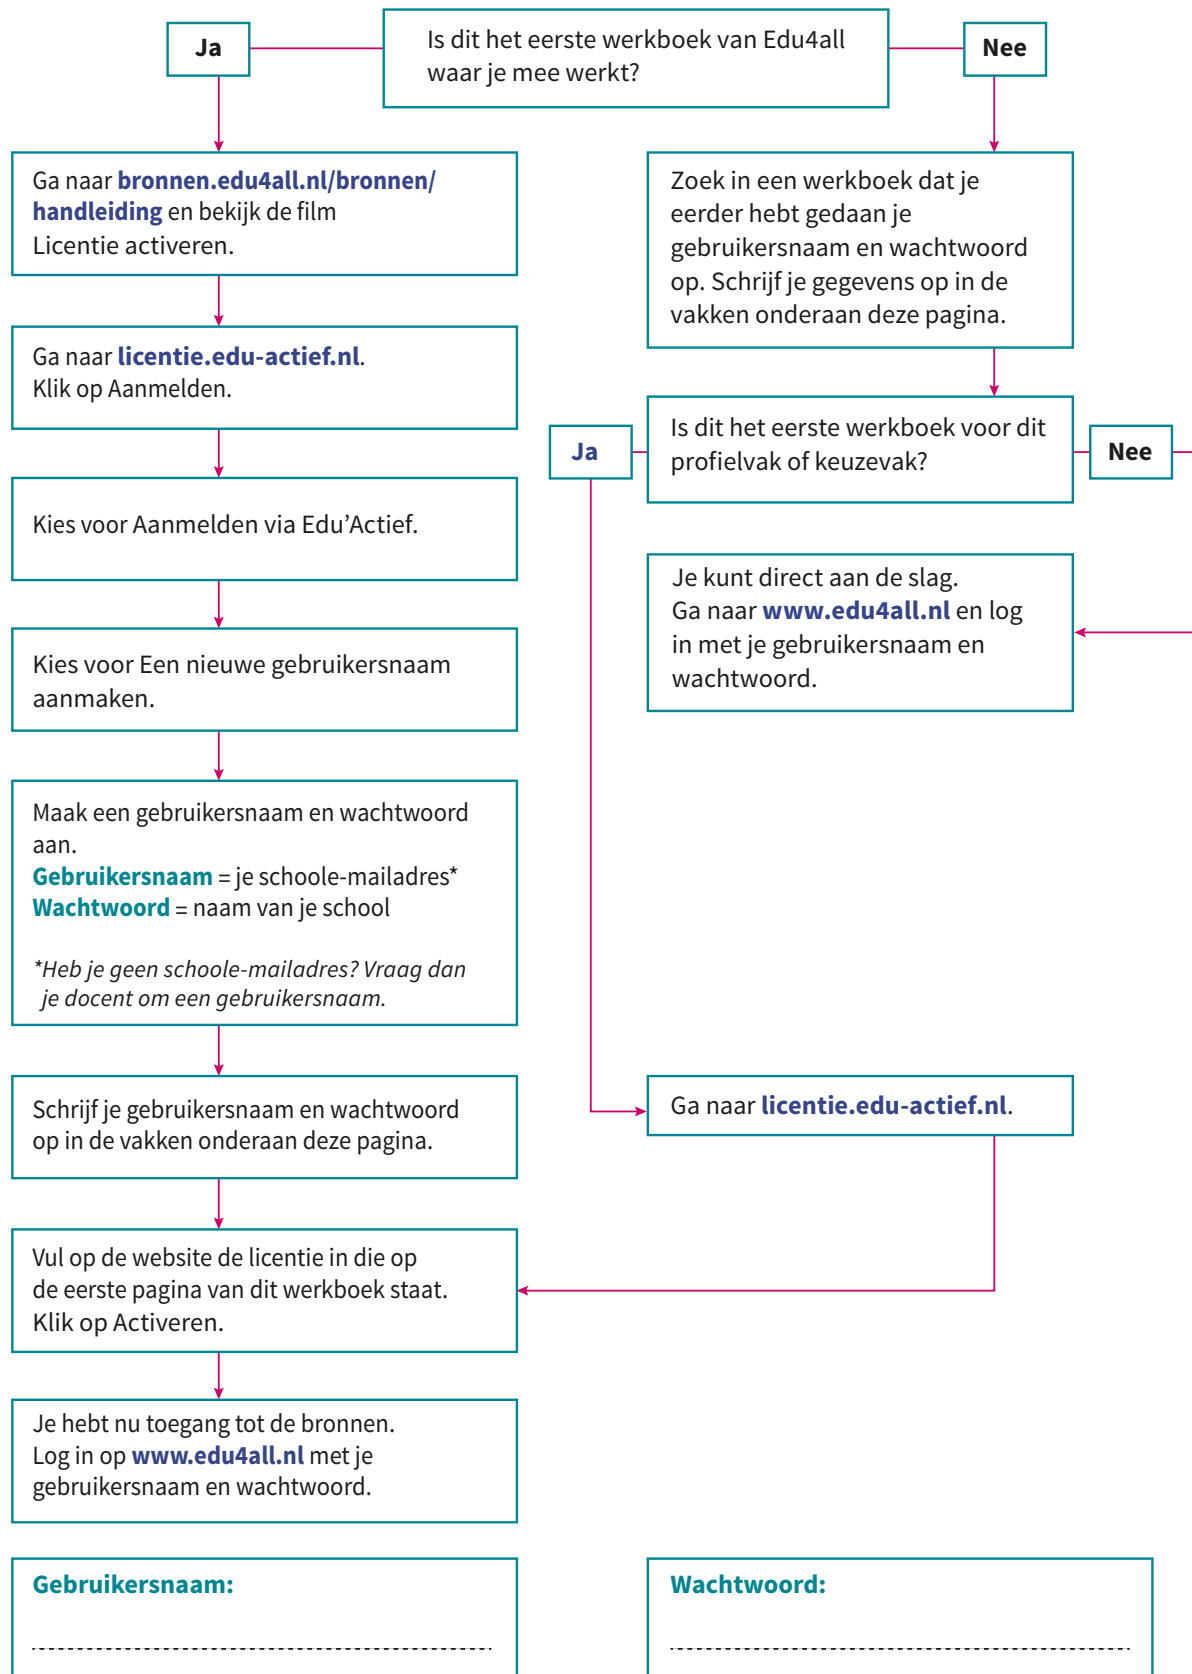 Is dit het eerste werkboek van Edu4all
waar je mee werkt?
Ja
Nee
Ga naar bronnen.edu4all.nl/bronnen/
handleiding en bekijk de film
Licentie activeren.
Ga naar licentie.edu-actief.nl.
Klik op Aanmelden.
Kies voor Aanmelden via Edu’Actief.
Kies voor Een nieuwe gebruikersnaam
aanmaken.
Maak een gebruikersnaam en wachtwoord
aan.
Gebruikersnaam = je schoole-mailadres*
Wachtwoord = naam van je school
*Heb je geen schoole-mailadres? Vraag dan
je docent om een gebruikersnaam.
Schrijf je gebruikersnaam en wachtwoord
op in de vakken onderaan deze pagina.
Vul op de website de licentie in die op
de eerste pagina van dit werkboek staat.
Klik op Activeren.
Je hebt nu toegang tot de bronnen.
Log in op www.edu4all.nl met je
gebruikersnaam en wachtwoord.
Zoek in een werkboek dat je
eerder hebt gedaan je
gebruikersnaam en wachtwoord
op. Schrijf je gegevens op in de
vakken onderaan deze pagina.
Is dit het eerste werkboek voor dit
profielvak of keuzevak?
Ja
Nee
Je kunt direct aan de slag.
Ga naar www.edu4all.nl en log
in met je gebruikersnaam en
wachtwoord.
Ga naar licentie.edu-actief.nl.
Gebruikersnaam:
Wachtwoord: